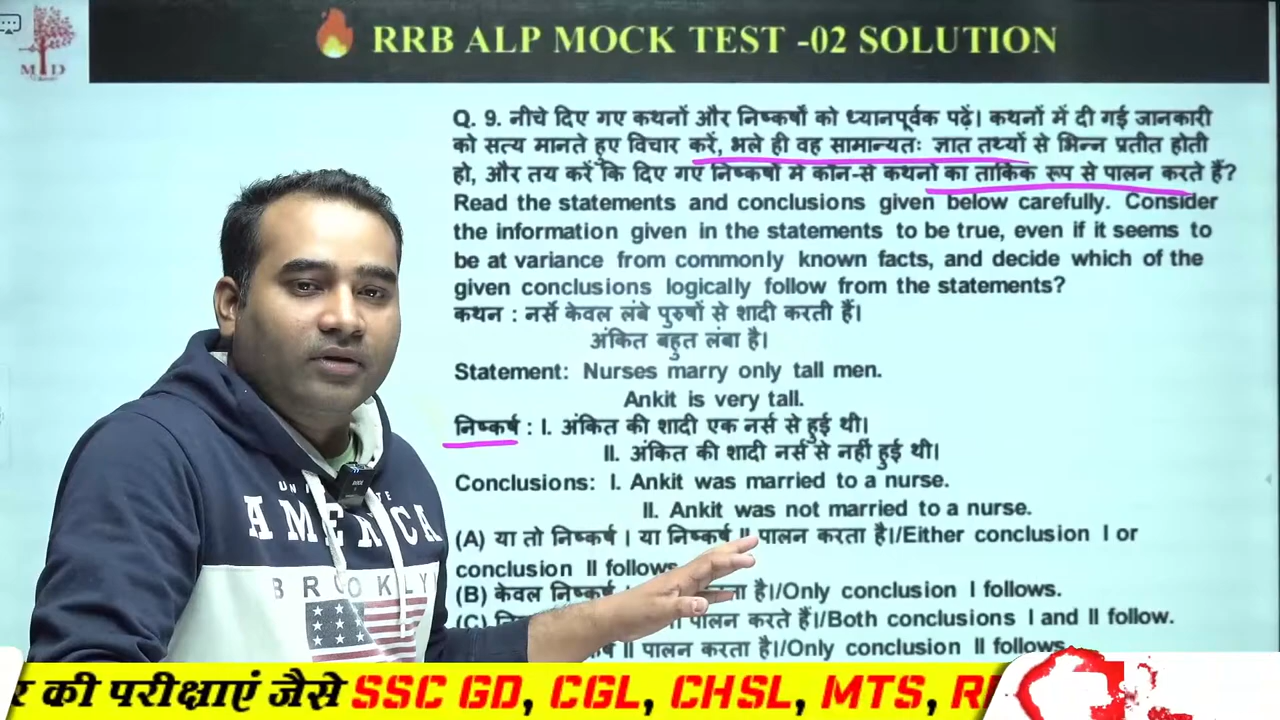 M D
RRB ALP MOCK TEST -02 SOLUTION
Q. 9. नीचे दिए गए कथनों और निष्कर्षों को ध्यानपूर्वक पढ़ें। कथनों में दी गई जानकारी
को सत्य मानते हुए विचार करें, भले ही वह सामान्यतः ज्ञात तथ्यों से भिन्न प्रतीत होती
हो, और तय करें कि दिए गए निष्कर्षों में कौन-से कथनों का तार्किक रूप से पालन करते हैं?
Read the statements and conclusions given below carefully. Consider
the information given in the statements to be true, even if it seems to
be at variance from commonly known facts, and decide which of the
given conclusions logically follow from the statements?
कथन : नर्सें केवल लंबे पुरुषों से शादी करती हैं।
अंकित बहुत लंबा है।
Statement: Nurses marry only tall men.
Ankit is very tall.
निष्कर्ष : I. अंकित की शादी एक नर्स से हुई थी।
II. अंकित की शादी नर्स से नहीं हुई थी।
Conclusions: I. Ankit was married to a nurse.
II. Ankit was not married to a nurse.
(A) या तो निष्कर्ष I या निष्कर्ष II पालन करता है।/Either conclusion I or
conclusion II follows
(B) केवल निष्कर्ष है।/Only conclusion I follows.
(C) पालन करते हैं।/Both conclusions I and II follow.
II पालन करता है।/Only conclusion II follows.
AMERICA
BROOKLY
की परीक्षाएं जैसे SSC GD, CGL, CHSL, MTS,